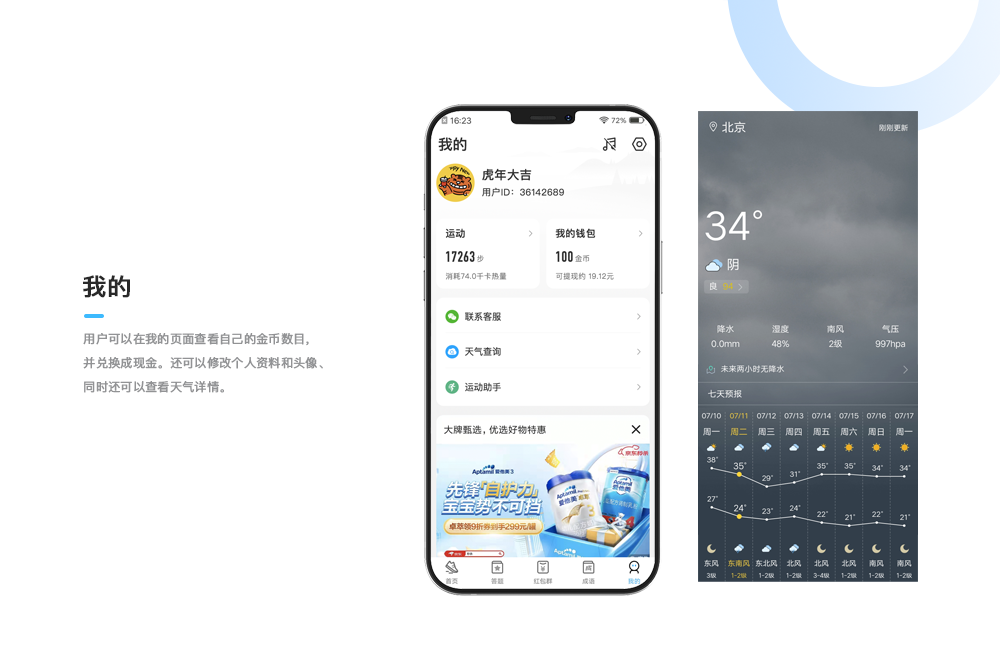 我的
用户可以在我的页面查看自己的金币数目，
并兑换成现金。还可以修改个人资料和头像、
同时还可以查看天气详情。
16:23
72%
我的
虎年大吉
用户ID：36142689
运动
17263 步
消耗74.0千卡热量
我的钱包
100 金币
可提现约 19.12元
联系客服
天气查询
运动助手
大牌甄选，优选好物特惠
Aptamil 爱他美 3
先锋「自护力」
宝宝势不可挡
卓萃领9折券到手299元/罐
首页
答题
红包群
成语
我的
北京
刚刚更新
34°
阴
良 94
降水 湿度 南风 气压
0.0mm 48% 2级 997hpa
未来两小时无降水
七天预报
07/10 07/11 07/12 07/13 07/14 07/15 07/16 07/17
周一 周二 周三 周四 周五 周六 周日 周一
38° 35° 29° 31° 35° 35° 34° 34°
27° 24° 23° 24° 22° 21° 22° 21°
东风 东南风 东北风 北风 北风 北风 南风 南风
3级 1-2级 1-2级 1-2级 3-4级 1-2级 1-2级 1-2级